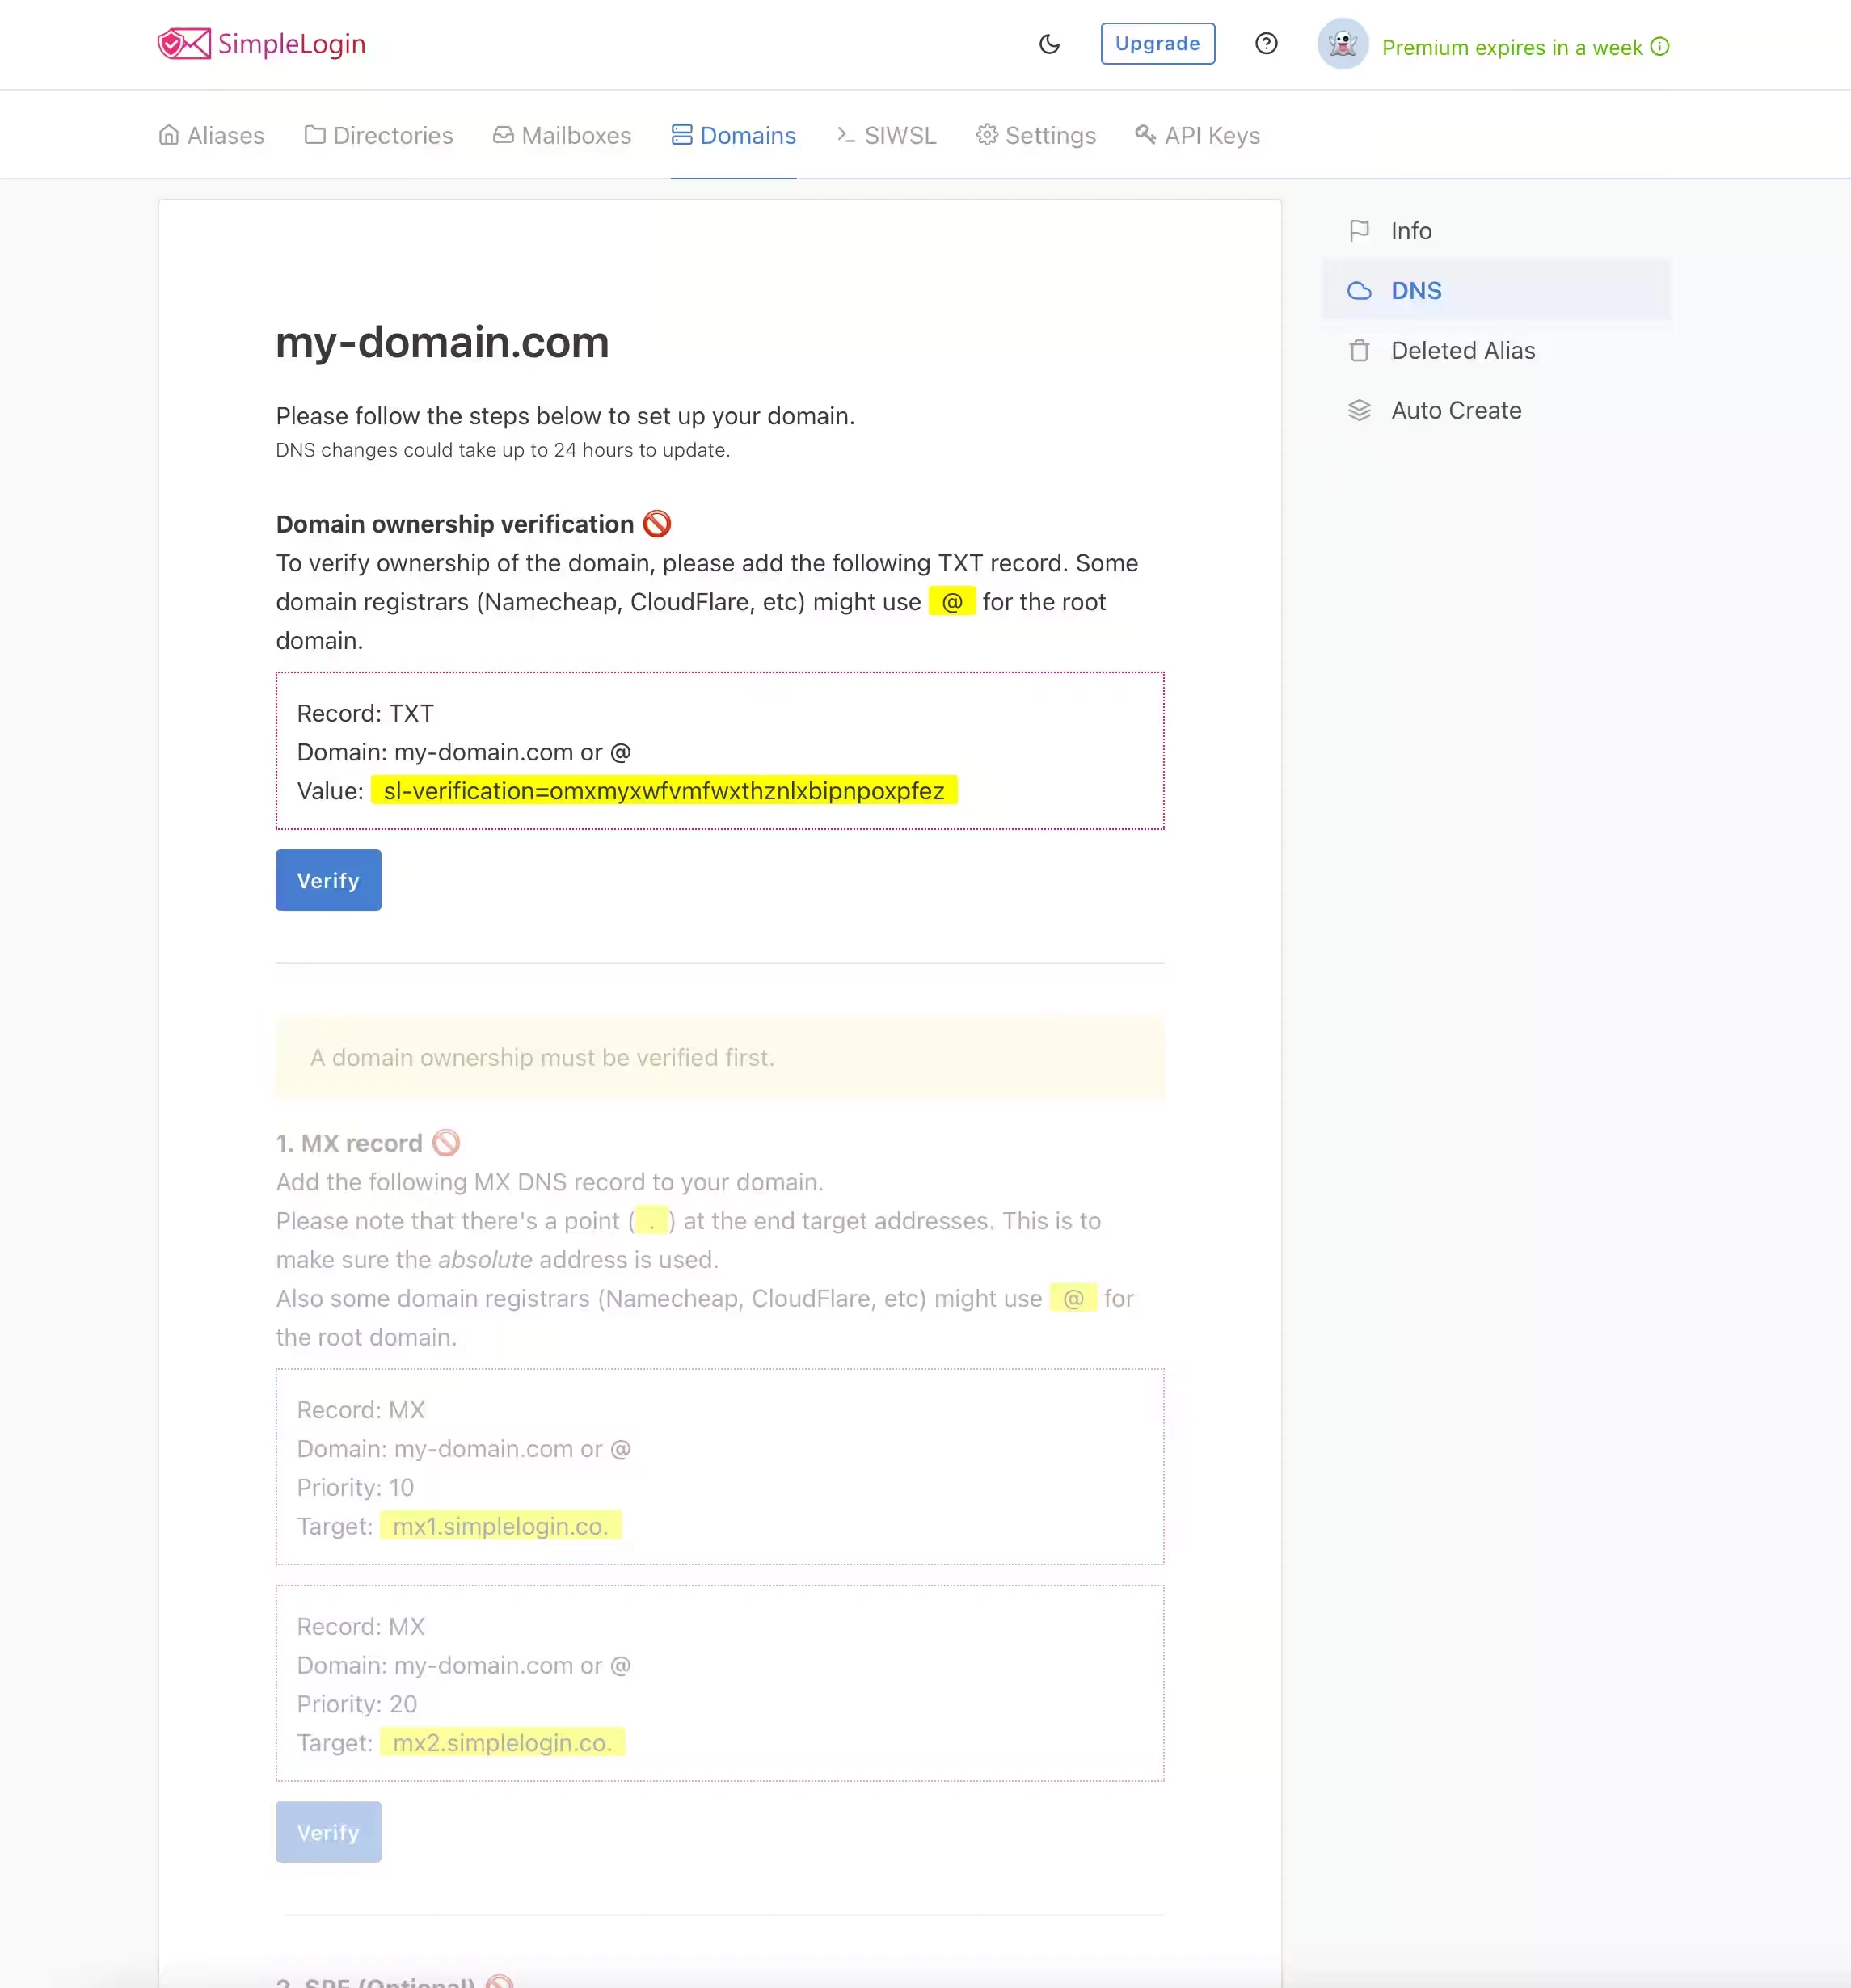 SimpleLogin
Upgrade
Premium expires in a week
Aliases
Directories
Mailboxes
Domains
SIWSL
Settings
API Keys
Info
DNS
Deleted Alias
Auto Create
my-domain.com
Please follow the steps below to set up your domain.
DNS changes could take up to 24 hours to update.
Domain ownership verification 🚫
To verify ownership of the domain, please add the following TXT record. Some
domain registrars (Namecheap, CloudFlare, etc) might use @ for the root
domain.
Record: TXT
Domain: my-domain.com or @
Value: sl-verification=omxmyxwfvmfwxthznlxbipnpoxpfez
Verify
A domain ownership must be verified first.
1. MX record 🚫
Add the following MX DNS record to your domain.
Please note that there's a point ( . ) at the end target addresses. This is to
make sure the absolute address is used.
Also some domain registrars (Namecheap, CloudFlare, etc) might use @ for
the root domain.
Record: MX
Domain: my-domain.com or @
Priority: 10
Target: mx1.simplelogin.co.
Record: MX
Domain: my-domain.com or @
Priority: 20
Target: mx2.simplelogin.co.
Verify
2. SPF (Optional) 🚫